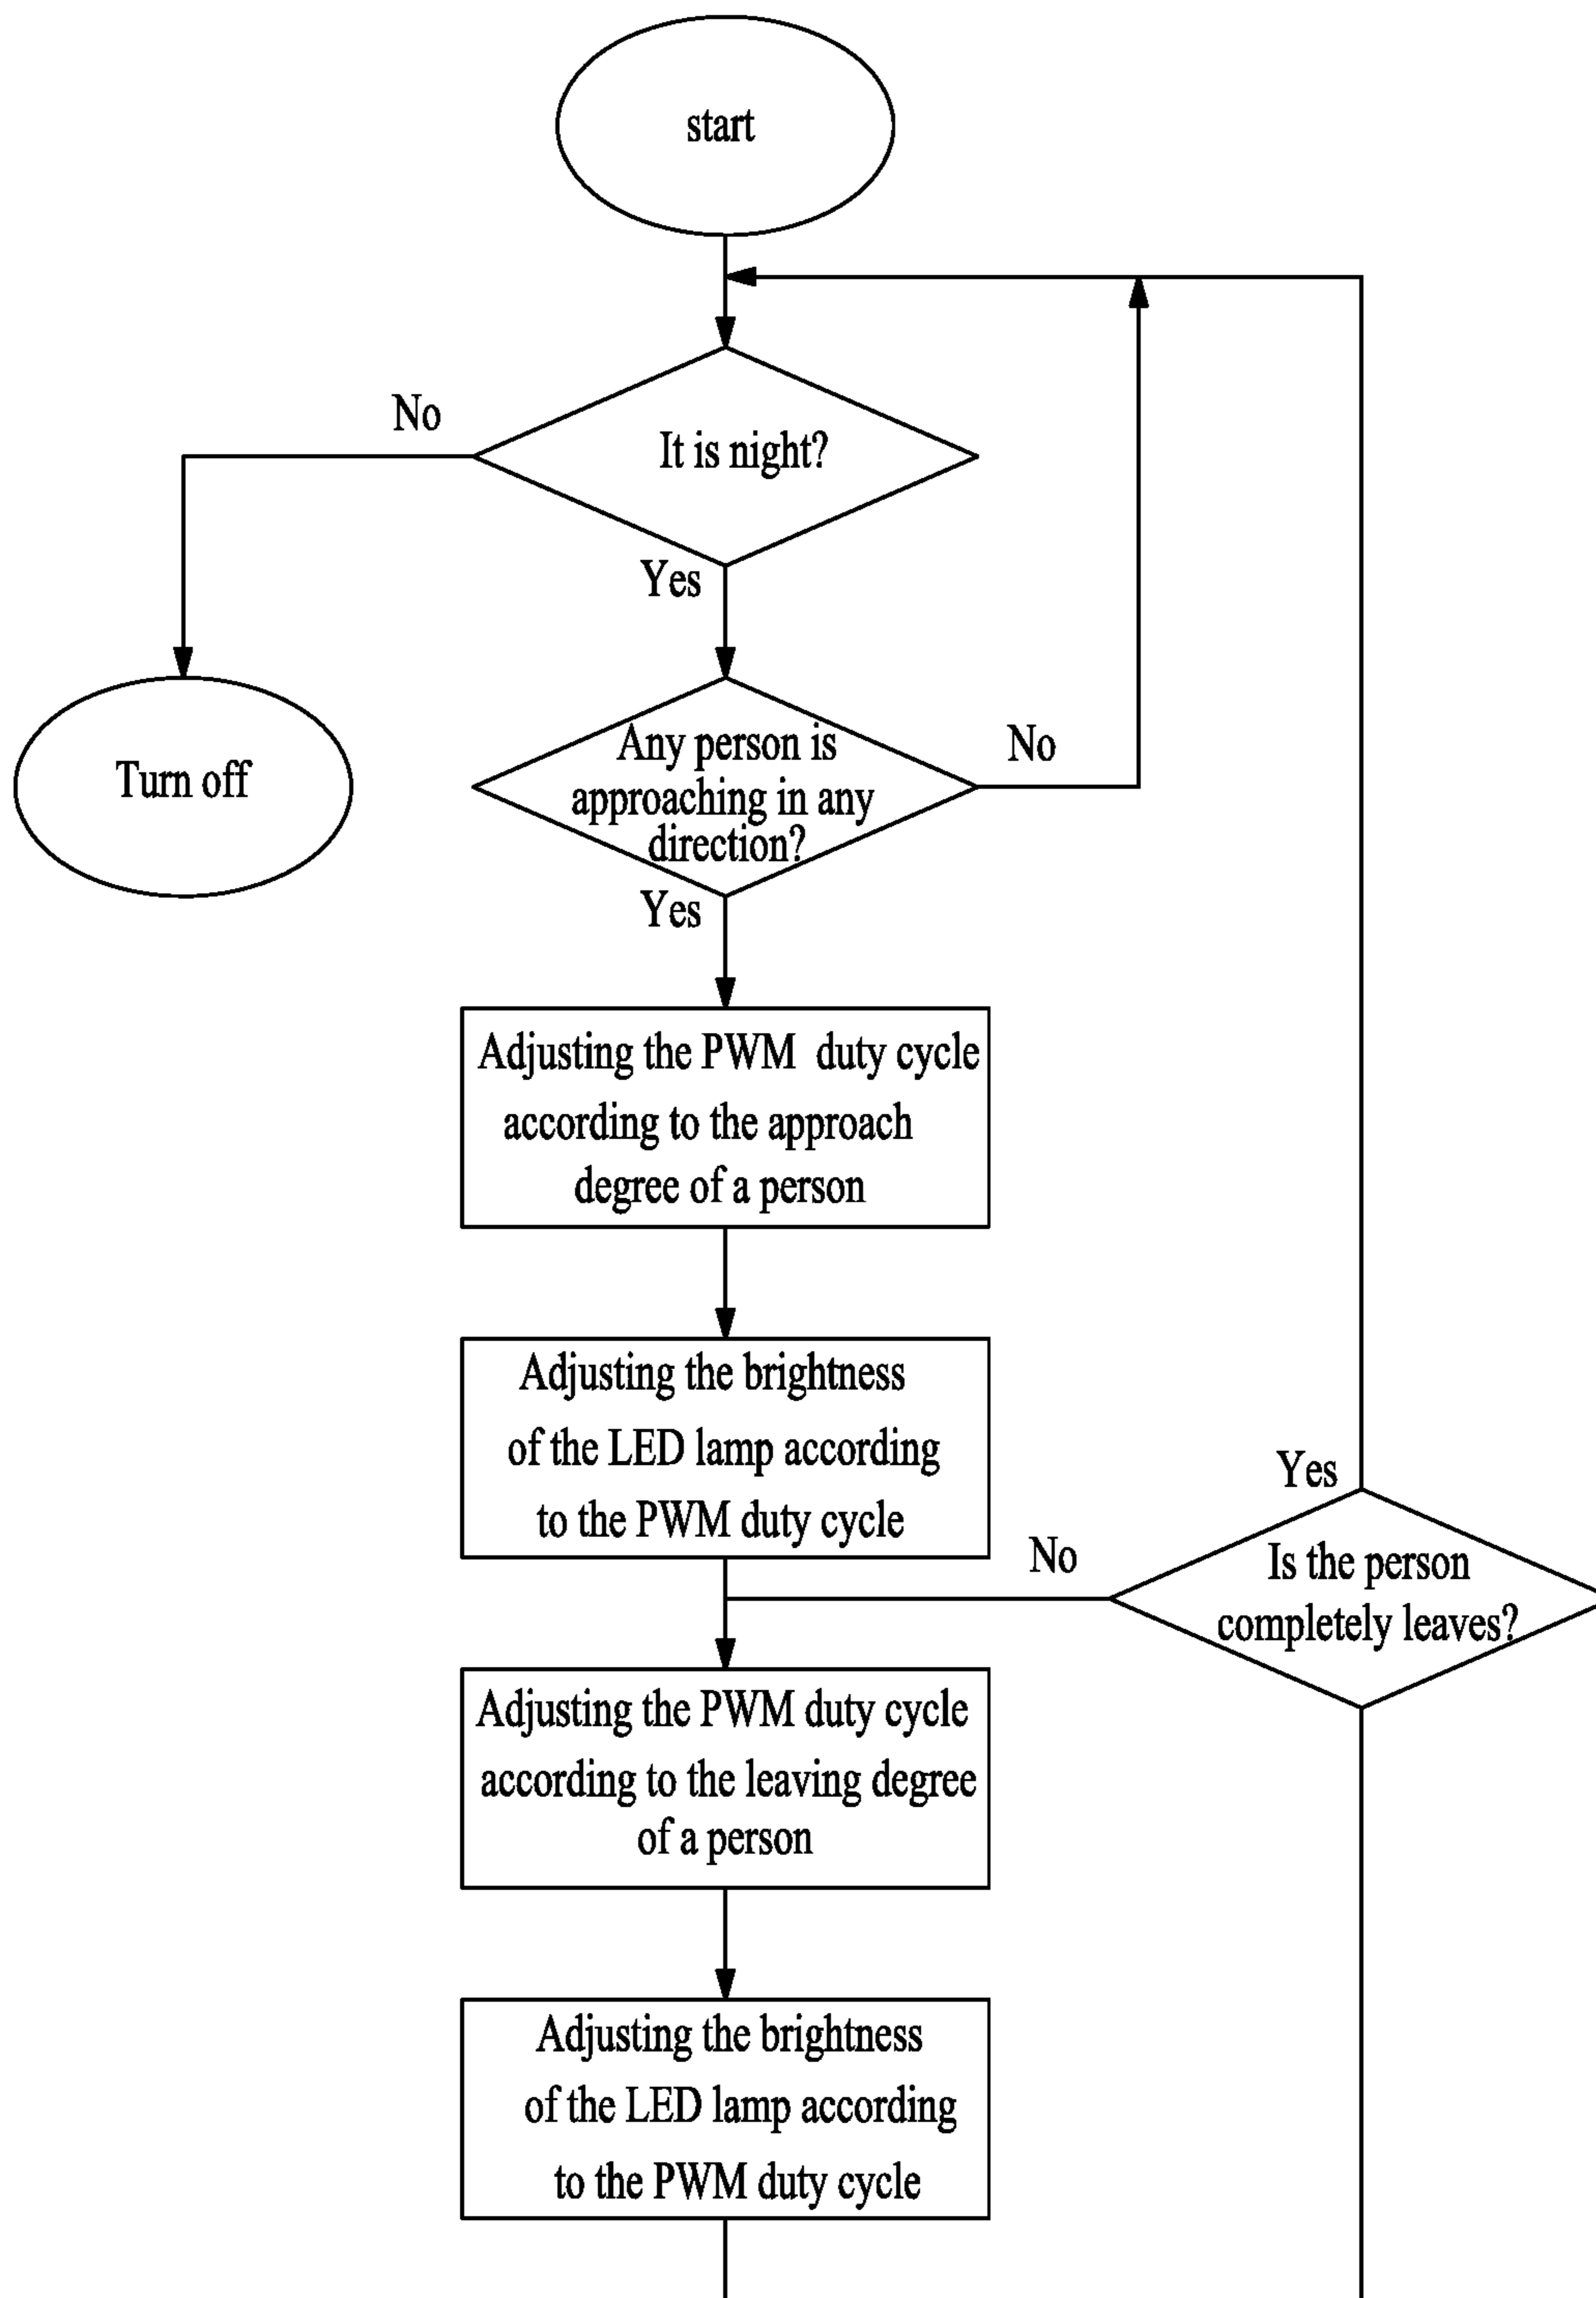 start
No
It is night?
Yes
Turn off
Any person is
approaching in any
direction?
No
Yes
Adjusting the PWM duty cycle
according to the approach
degree of a person
Adjusting the brightness
of the LED lamp according
to the PWM duty cycle
Yes
No
Is the person
completely leaves?
Adjusting the PWM duty cycle
according to the leaving degree
of a person
Adjusting the brightness
of the LED lamp according
to the PWM duty cycle